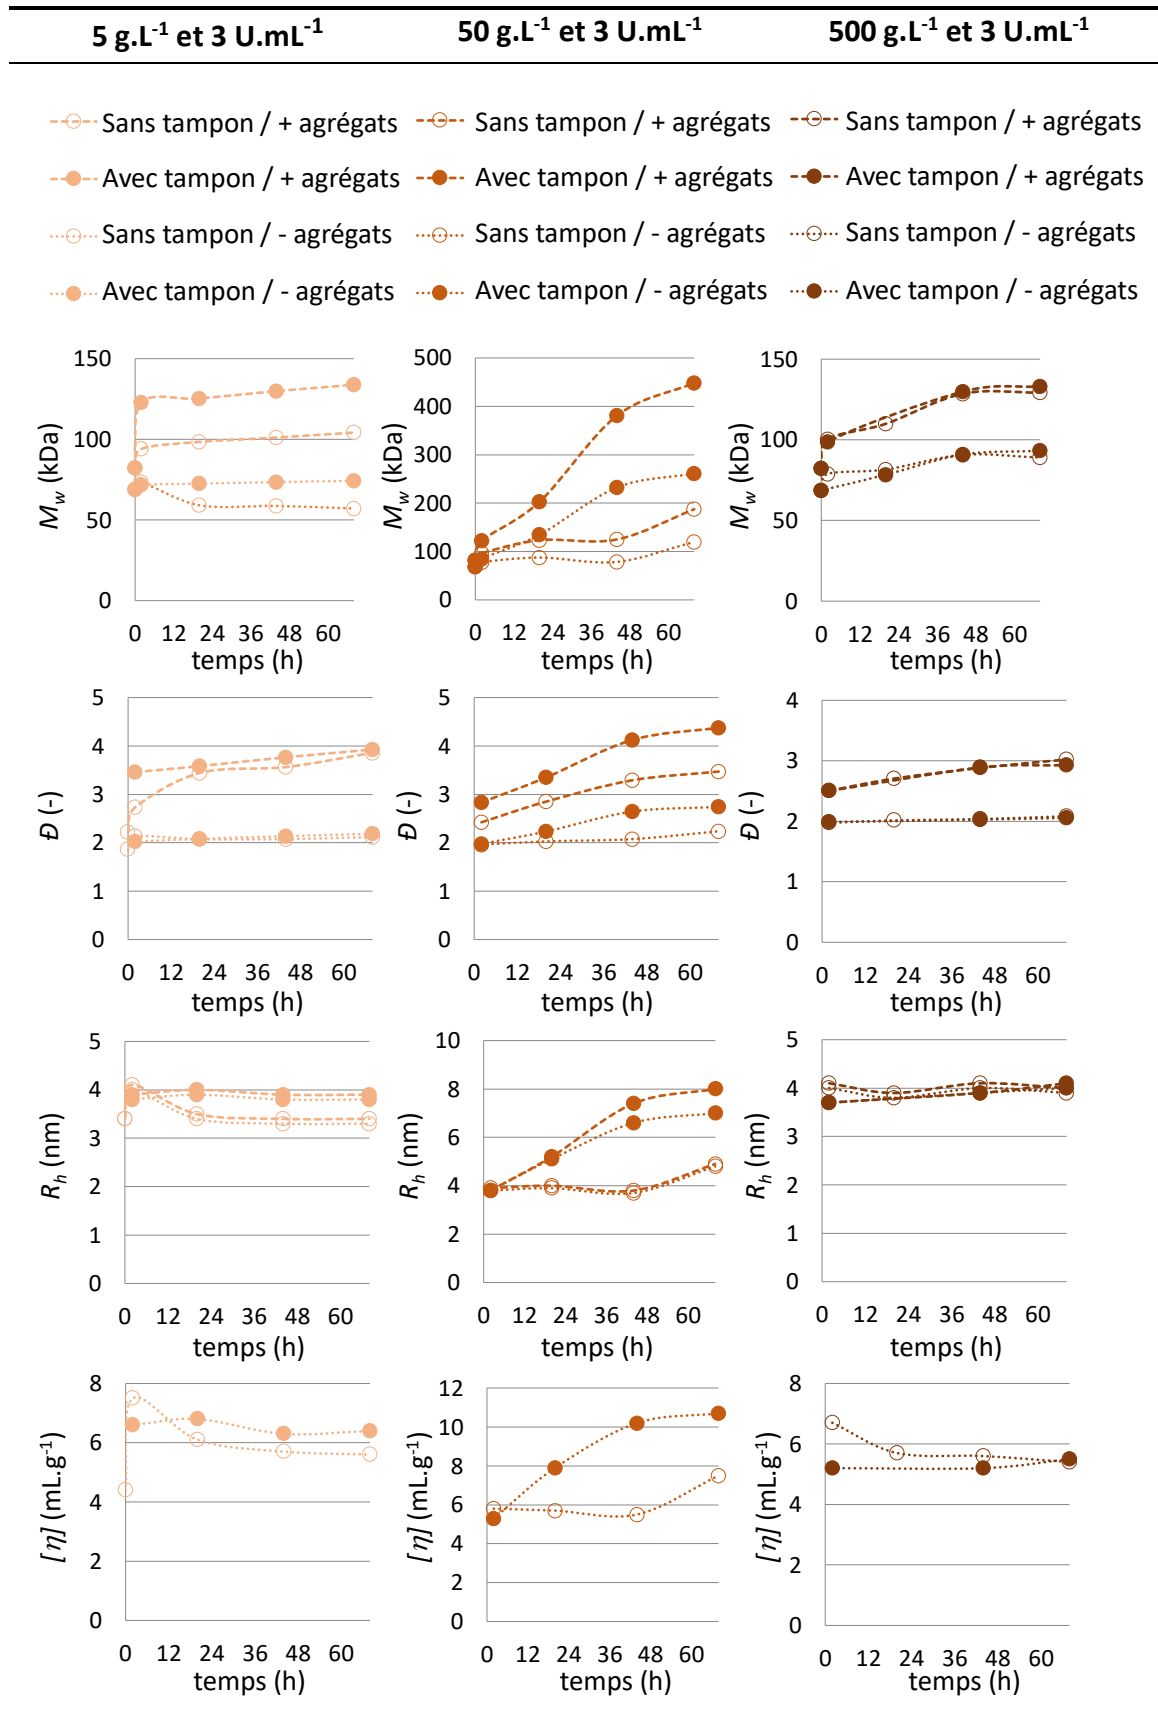 5 g.L-1 et 3 U.mL-1 50 g.L-1 et 3 U.mL-1 500 g.L-1 et 3 U.mL-1
Sans tampon / + agrégats Sans tampon / + agrégats Sans tampon / + agrégats
Avec tampon / + agrégats Avec tampon / + agrégats Avec tampon / + agrégats
Sans tampon / - agrégats Sans tampon / - agrégats Sans tampon / - agrégats
Avec tampon / - agrégats Avec tampon / - agrégats Avec tampon / - agrégats
Mw (kDa)
150
100
50
0
0 12 24 36 48 60
temps (h)
Mw (kDa)
500
400
300
200
100
0
0 12 24 36 48 60
temps (h)
Mw (kDa)
150
100
50
0
0 12 24 36 48 60
temps (h)
Đ (-)
5
4
3
2
1
0
0 12 24 36 48 60
temps (h)
Đ (-)
5
4
3
2
1
0
0 12 24 36 48 60
temps (h)
Đ (-)
4
3
2
1
0
0 12 24 36 48 60
temps (h)
Rh (nm)
5
4
3
2
1
0
0 12 24 36 48 60
temps (h)
Rh (nm)
10
8
6
4
2
0
0 12 24 36 48 60
temps (h)
Rh (nm)
5
4
3
2
1
0
0 12 24 36 48 60
temps (h)
[η] (mL.g-1)
8
6
4
2
0
0 12 24 36 48 60
temps (h)
[η] (mL.g-1)
12
10
8
6
4
2
0
0 12 24 36 48 60
temps (h)
[η] (mL.g-1)
8
6
4
2
0
0 12 24 36 48 60
temps (h)